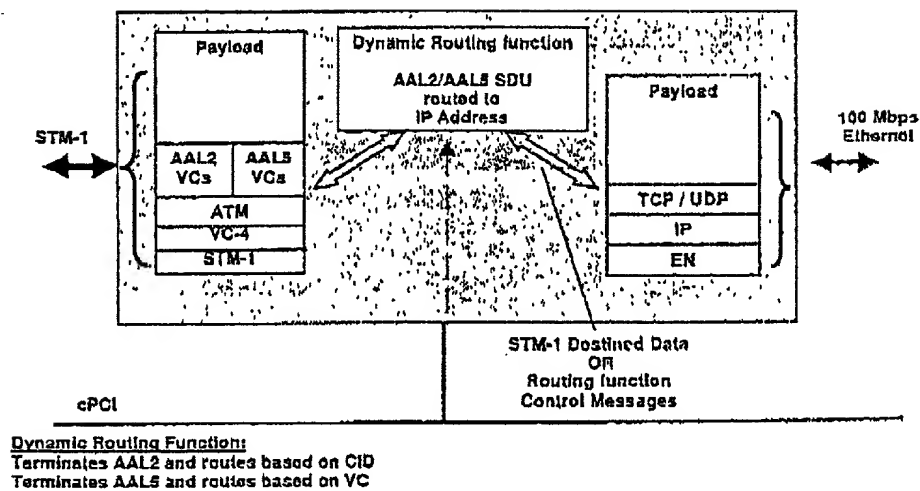 Payload
Dynamic Routing function
AAL2/AAL5 SDU
routed to
IP Address
Payload
STM-1
100 Mbps
Ethernet
AAL2
VCs
AAL5
VCs
ATM
VC-4
STM-1
TCP / UDP
IP
EN
STM-1 Destined Data
OR
Routing function
Control Messages
cPCI
Dynamic Routing Function:
Terminates AAL2 and routes based on CID
Terminates AAL5 and routes based on VC